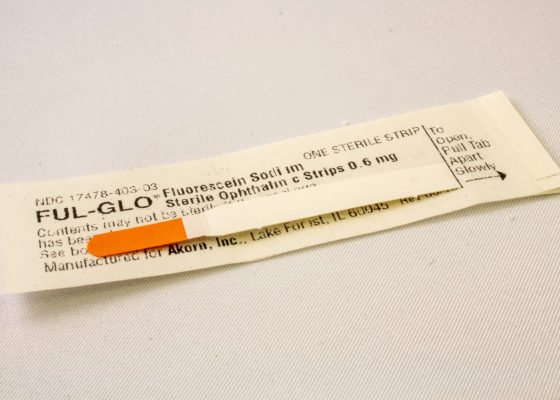 ONE STERILE STRIP
NDC 17478-403-03
FUL-GLO® Fluorescein Sodium
Sterile Ophthalmic Strips 0.6 mg
Contents may not be
has been
See
Manufactured for Akorn, Inc., Lake Forest, IL 60045 Rev
To
Open,
Pull Tab
Apart
Slowly